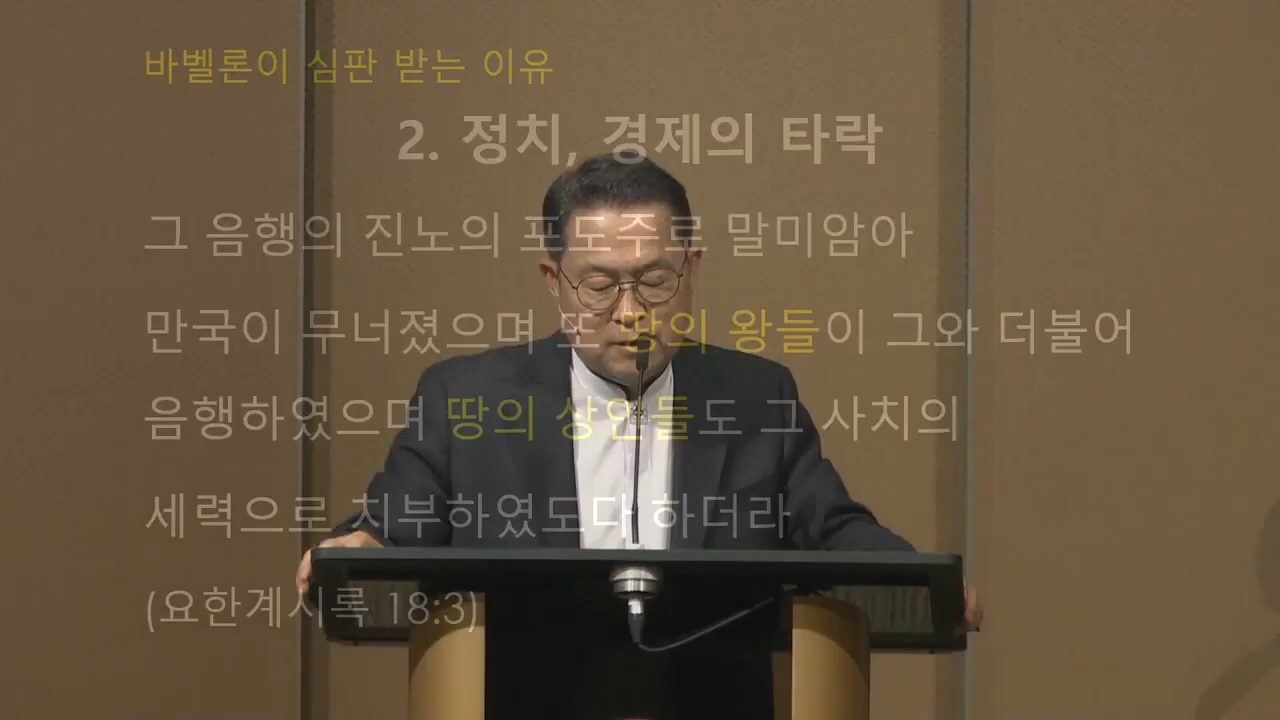 바벨론이 심판 받는 이유
2. 정치, 경제의 타락
그 음행의 진노의 포도주로 말미암아
만국이 무너졌으며 또 땅의 왕들이 그와 더불어
음행하였으며 땅의 상인들도 그 사치의
세력으로 치부하였도다 하더라
(요한계시록 18:3)